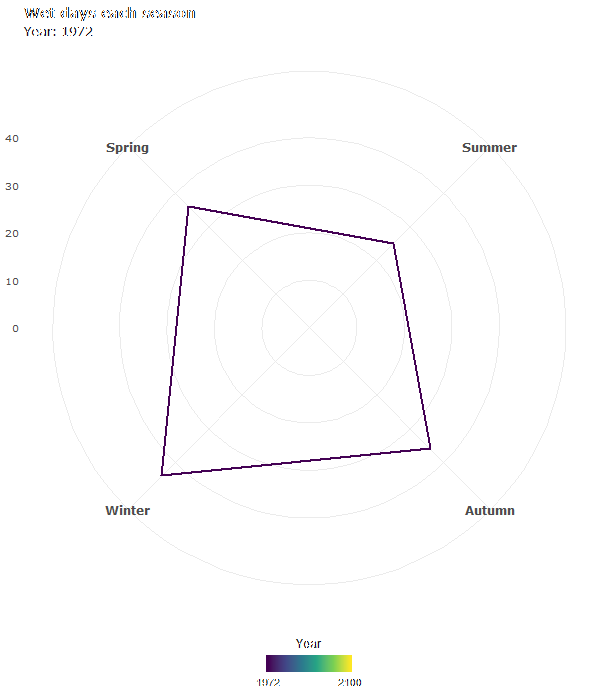 Wet days each season
Year: 1972
40
Spring
Summer
30
20
10
0
Winter
Autumn
Year
1972
2100